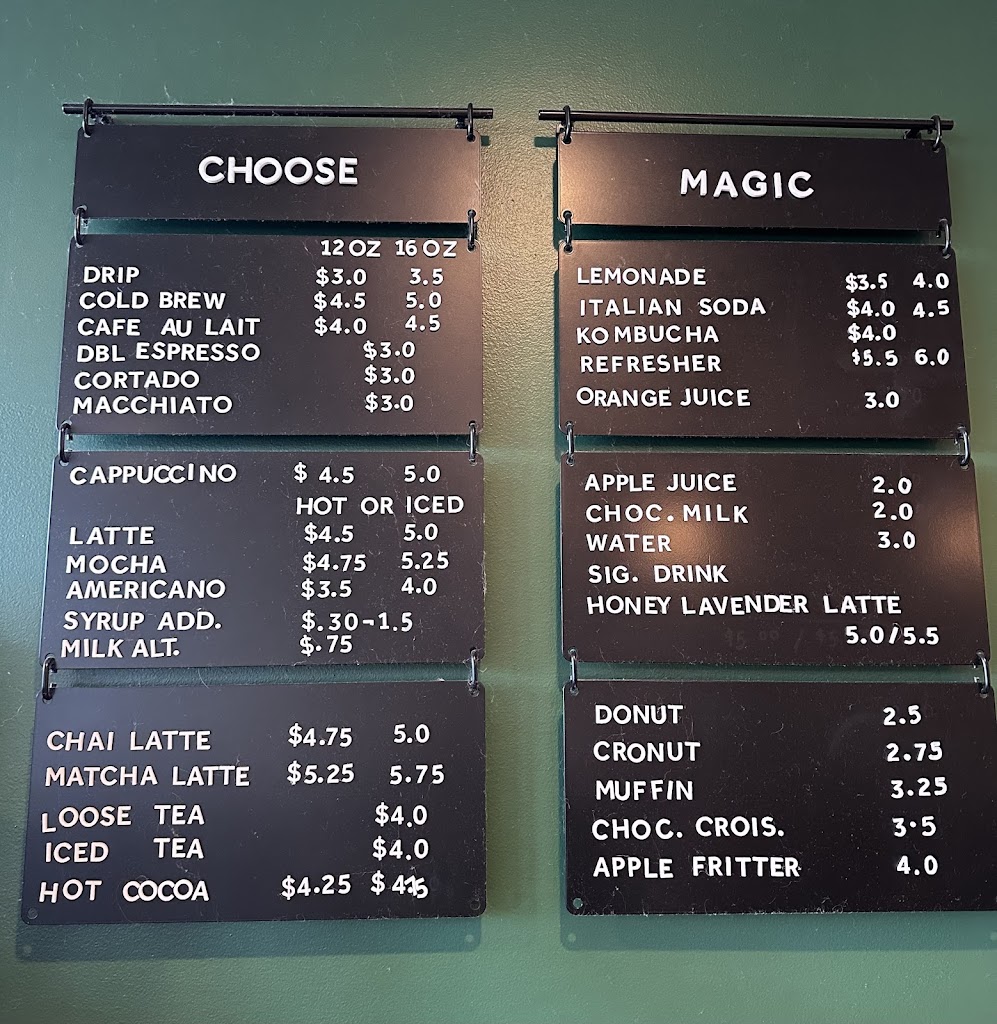 CHOOSE
12 OZ 16 OZ
DRIP $3.0 3.5
COLD BREW $4.5 5.0
CAFE AU LAIT $4.0 4.5
DBL ESPRESSO $3.0
CORTADO $3.0
MACCHIATO $3.0
CAPPUCCINO $ 4.5 5.0
HOT OR ICED
LATTE $4.5 5.0
MOCHA $4.75 5.25
AMERICANO $3.5 4.0
SYRUP ADD. $.30-1.5
MILK ALT. $.75
CHAI LATTE $4.75 5.0
MATCHA LATTE $5.25 5.75
LOOSE TEA $4.0
ICED TEA $4.0
HOT COCOA $4.25
MAGIC
LEMONADE $3.5 4.0
ITALIAN SODA $4.0 4.5
KOMBUCHA $4.0
REFRESHER $5.5 6.0
ORANGE JUICE 3.0
APPLE JUICE 2.0
CHOC. MILK 2.0
WATER 3.0
SIG. DRINK
HONEY LAVENDER LATTE
5.0/5.5
DONUT 2.5
CRONUT 2.75
MUFFIN 3.25
CHOC. CROIS. 3.5
APPLE FRITTER 4.0